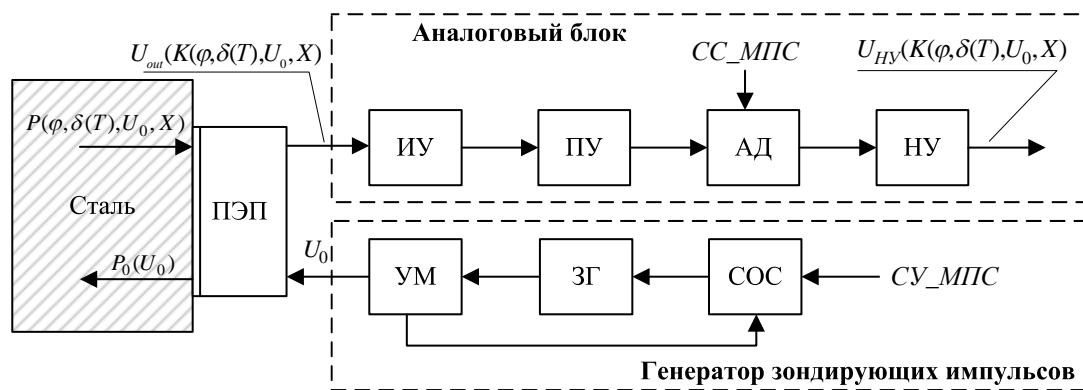 Аналоговый блок
U_out(K(φ,δ(T),U_0,X)
СС_МПС
U_НУ(K(φ,δ(T),U_0,X)
P(φ,δ(T),U_0,X)
ИУ
ПУ
АД
НУ
Сталь
ПЭП
P_0(U_0)
U_0
УМ
ЗГ
СОС
СУ_МПС
Генератор зондирующих импульсов